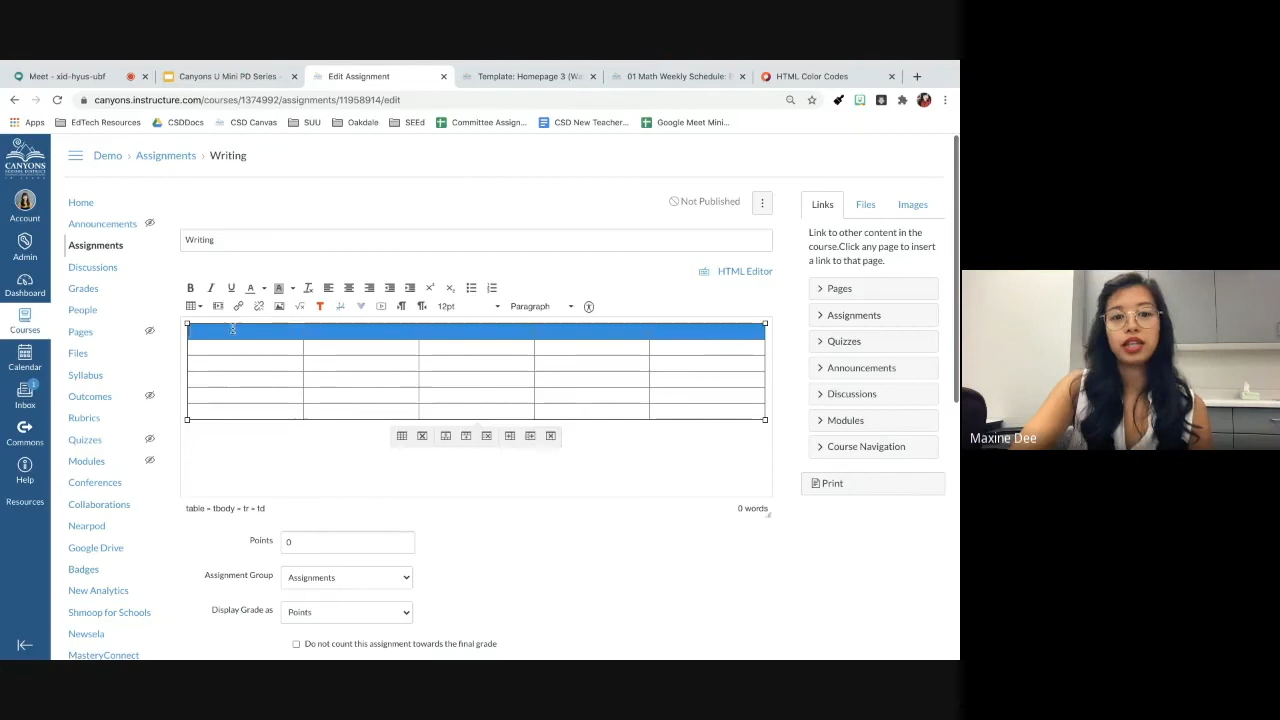 Meet - xid-hyus-ubf
Canyons U Mini PD Series
Edit Assignment
Template: Homepage 3
01 Math Weekly Schedule:
HTML Color Codes
canyons.instructure.com/courses/1374992/assignments/11958914/edit
Apps
EdTech Resources
CSDDocs
CSD Canvas
SUU
Oakdale
SEEd
Committee Assign...
CSD New Teacher...
Google Meet Mini...
CANYONS
Account
Admin
Dashboard
Courses
Calendar
1
Inbox
Commons
Help
Resources
Demo > Assignments > Writing
Home
Announcements
Assignments
Discussions
Grades
People
Pages
Files
Syllabus
Outcomes
Rubrics
Quizzes
Modules
Conferences
Collaborations
Nearpod
Google Drive
Badges
New Analytics
Shmoop for Schools
Newsela
MasteryConnect
Not Published
Writing
HTML Editor
B I U A A
12pt
Paragraph
table » tbody » tr » td
0 words
Points
0
Assignment Group
Assignments
Display Grade as
Points
Do not count this assignment towards the final grade
Links
Files
Images
Link to other content in the
course.Click any page to insert
a link to that page.
Pages
Assignments
Quizzes
Announcements
Discussions
Modules
Course Navigation
Print
Maxine Dee